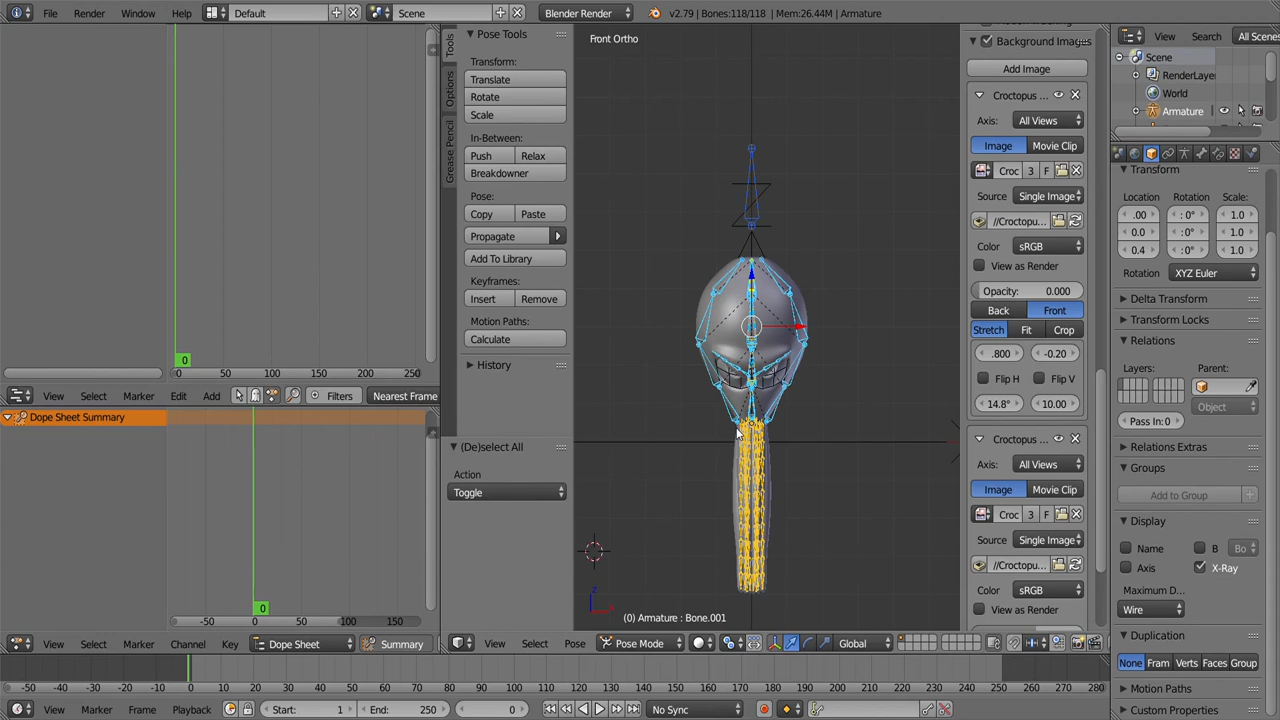 File Render Window Help Default Scene Blender Render v2.79 | Bones:118/118 | Mem:26.44M | Armature
Front Ortho
Tools
Options
Grease Pencil
Pose Tools
Transform:
Translate
Rotate
Scale
In-Between:
Push Relax
Breakdowner
Pose:
Copy Paste
Propagate
Add To Library
Keyframes:
Insert Remove
Motion Paths:
Calculate
History
(De)select All
Action
Toggle
0
0 50 100 150 200 250
View Select Marker Edit Add Filters Nearest Frame
Dope Sheet Summary
0
-50 0 50 100 150
View Select Marker Channel Key Dope Sheet Summary
(0) Armature : Bone.001
View Select Pose Pose Mode Global
Background Images
Add Image
Croctopus ...
Axis: All Views
Image Movie Clip
Croc 3 F
Source Single Image
//Croctopus...
Color sRGB
View as Render
Opacity: 0.000
Back Front
Stretch Fit Crop
.800 -0.20
Flip H Flip V
14.8° 10.00
Croctopus ...
Axis: All Views
Image Movie Clip
Croc 3 F
Source Single Image
//Croctopus...
Color sRGB
View as Render
View Search All Scenes
Scene
RenderLayer
World
Armature
Transform
Location Rotation Scale
.00 :0° 1.0
0.0 :0° 1.0
0.4 :0° 1.0
Rotation XYZ Euler
Delta Transform
Transform Locks
Relations
Layers: Parent:
Object
Pass In: 0
Relations Extras
Groups
Add to Group
Display
Name B Bo
Axis X-Ray
Maximum D...
Wire
Duplication
None Fram Verts Faces Group
Motion Paths
Custom Properties
-50 -40 -30 -20 -10 0 10 20 30 40 50 60 70 80 90 100 110 120 130 140 150 160 170 180 190 200 210 220 230 240 250 260 270 280
View Marker Frame Playback Start: 1 End: 250 0 No Sync